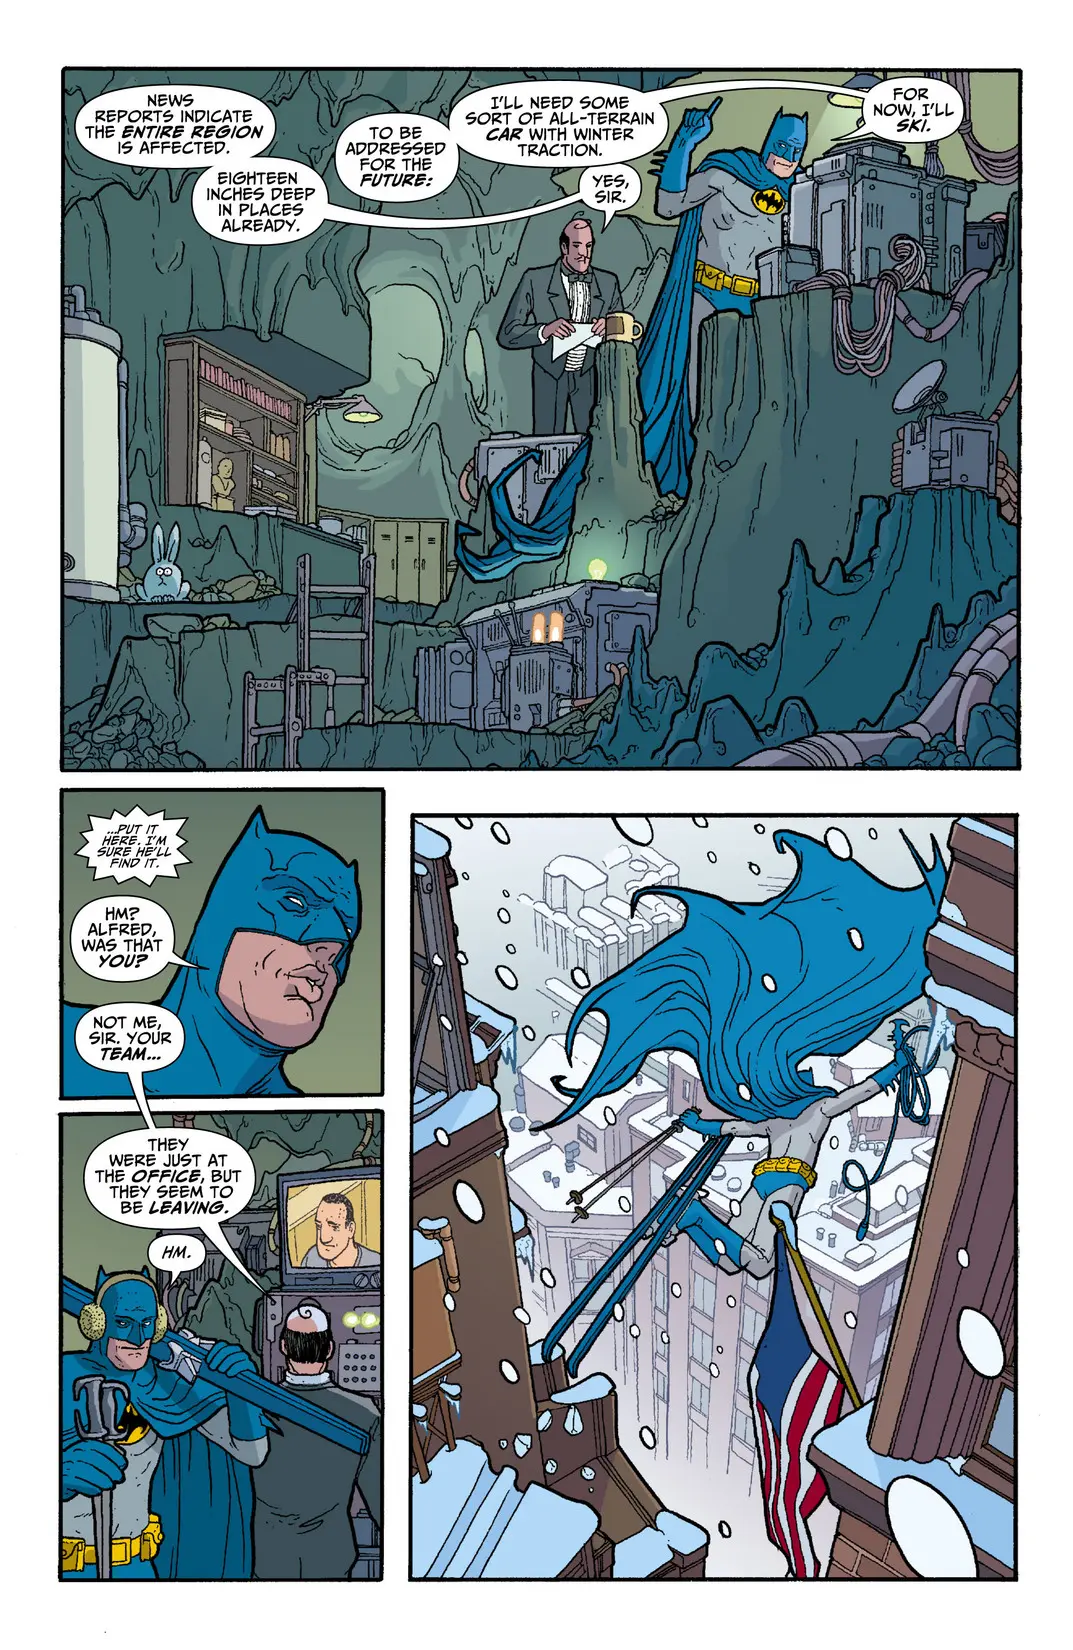 NEWS
REPORTS INDICATE
THE ENTIRE REGION
IS AFFECTED.
EIGHTEEN
INCHES DEEP
IN PLACES
ALREADY.
TO BE
ADDRESSED
FOR THE
FUTURE:
I'LL NEED SOME
SORT OF ALL-TERRAIN
CAR WITH WINTER
TRACTION.
YES,
SIR.
FOR
NOW, I'LL
SKI.
...PUT IT
HERE. I'M
SURE HE'LL
FIND IT.
HM?
ALFRED,
WAS THAT
YOU?
NOT ME,
SIR. YOUR
TEAM...
THEY
WERE JUST AT
THE OFFICE, BUT
THEY SEEM TO
BE LEAVING.
HM.